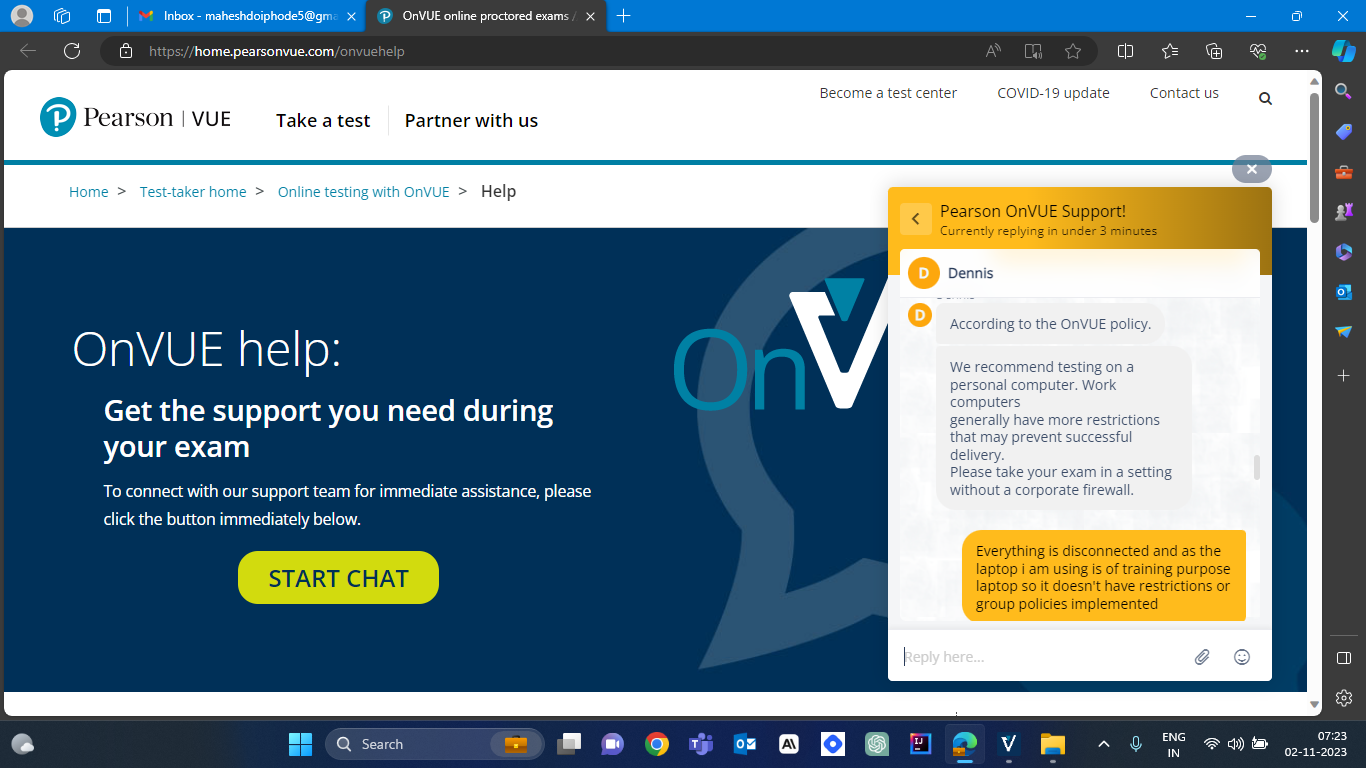 Inbox - maheshdoiphode5@gma
OnVUE online proctored exams /
https://home.pearsonvue.com/onvuehelp
Become a test center
COVID-19 update
Contact us
Pearson | VUE
Take a test
Partner with us
Home > Test-taker home > Online testing with OnVUE > Help
Pearson OnVUE Support!
Currently replying in under 3 minutes
D
Dennis
D
According to the OnVUE policy.
We recommend testing on a
personal computer. Work
computers
generally have more restrictions
that may prevent successful
delivery.
Please take your exam in a setting
without a corporate firewall.
Everything is disconnected and as the
laptop i am using is of training purpose
laptop so it doesn't have restrictions or
group policies implemented
Reply here...
OnV
OnVUE help:
Get the support you need during
your exam
To connect with our support team for immediate assistance, please
click the button immediately below.
START CHAT
Search
ENG
IN
07:23
02-11-2023